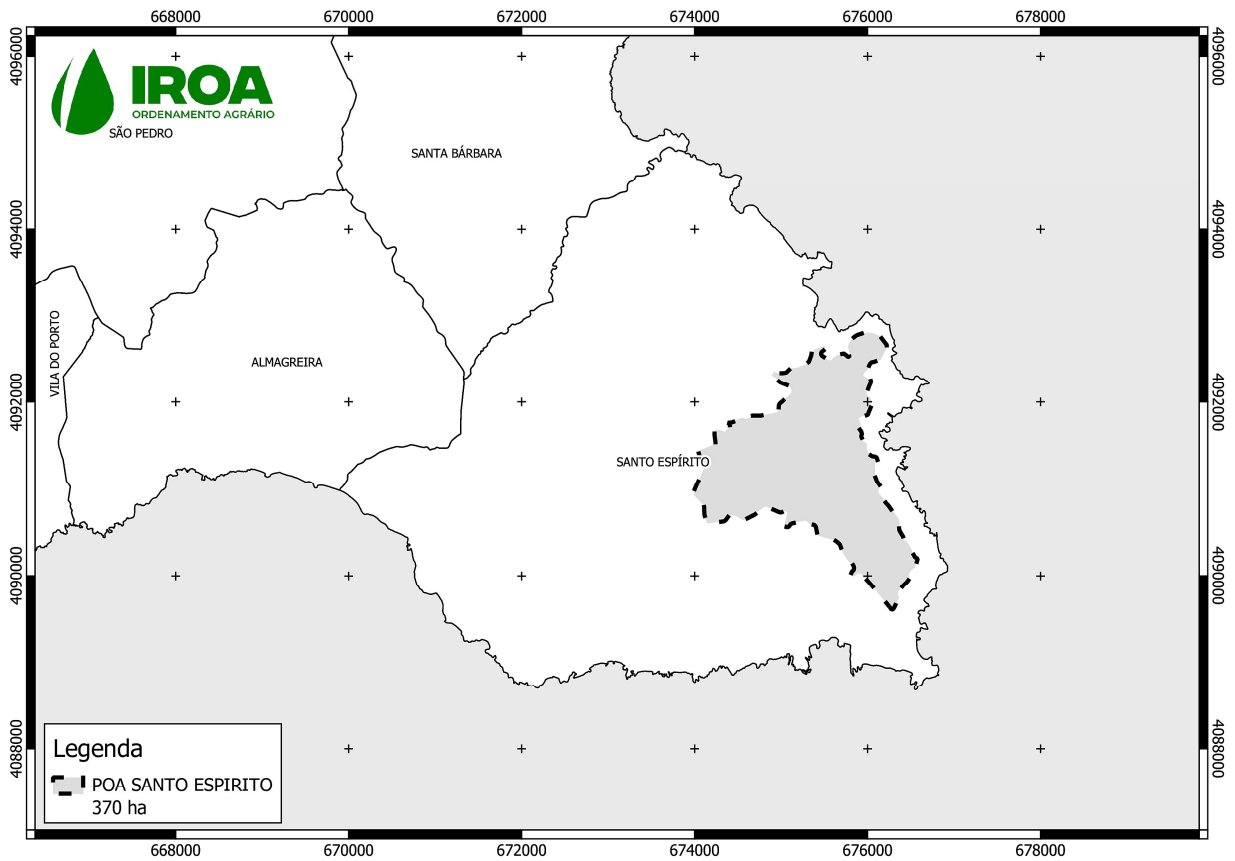 668000 670000 672000 674000 676000 678000
4096000 4096000
IROA
ORDENAMENTO AGRÁRIO
SÃO PEDRO
SANTA BÁRBARA
4094000 4094000
VILA DO PORTO
ALMAGREIRA
4092000 4092000
SANTO ESPÍRITO
4090000 4090000
4088000 4088000
Legenda
POA SANTO ESPIRITO
370 ha
668000 670000 672000 674000 676000 678000